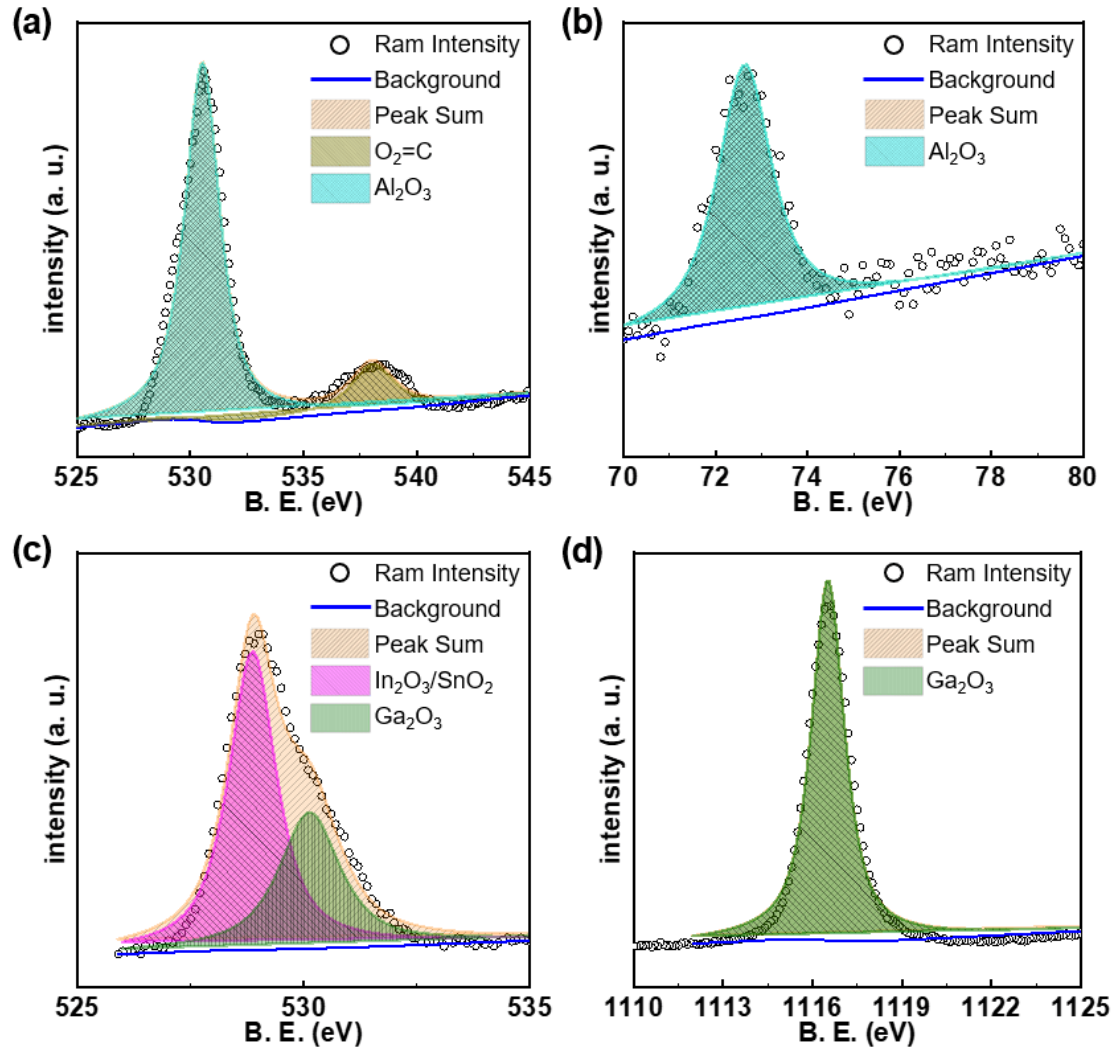 (a)
Ram Intensity
Background
Peak Sum
O₂=C
Al₂O₃
intensity (a. u.)
525 530 535 540 545
B. E. (eV)
(b)
Ram Intensity
Background
Peak Sum
Al₂O₃
intensity (a. u.)
70 72 74 76 78 80
B. E. (eV)
(c)
Ram Intensity
Background
Peak Sum
In₂O₃/SnO₂
Ga₂O₃
intensity (a. u.)
525 530 535
B. E. (eV)
(d)
Ram Intensity
Background
Peak Sum
Ga₂O₃
intensity (a. u.)
1110 1113 1116 1119 1122 1125
B. E. (eV)